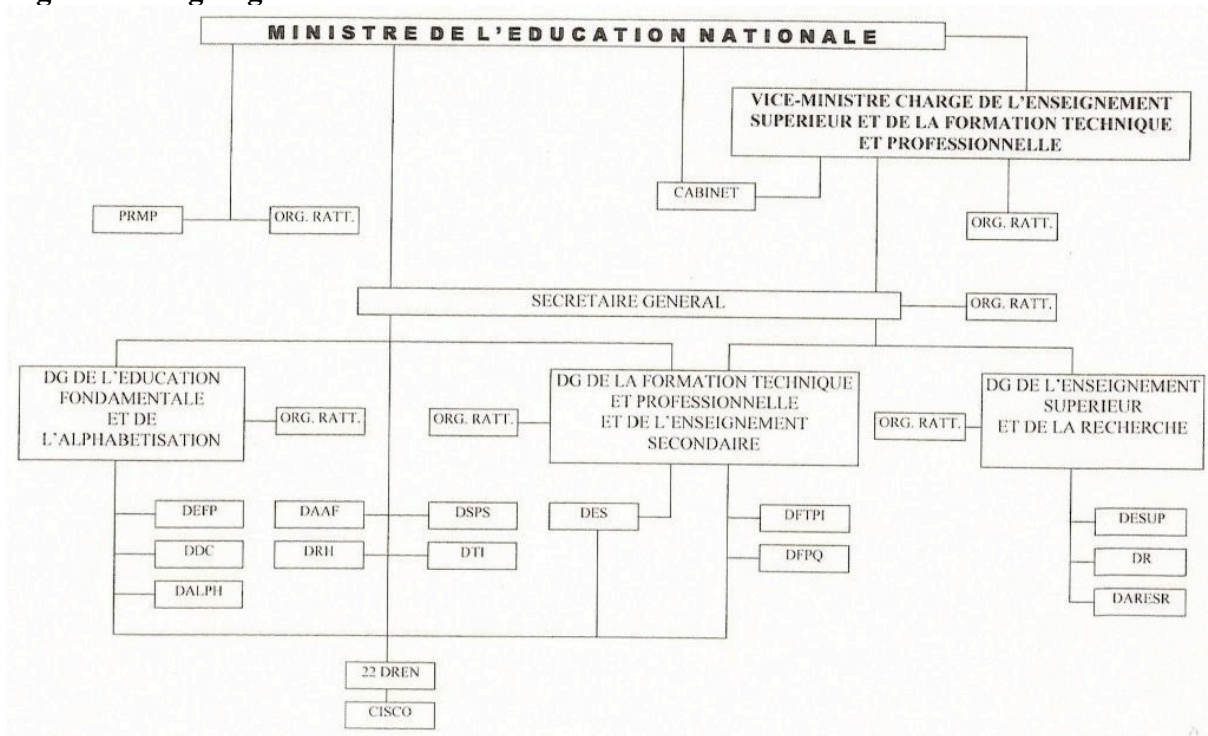 MINISTRE DE L'EDUCATION NATIONALE
VICE-MINISTRE CHARGE DE L'ENSEIGNEMENT
SUPERIEUR ET DE LA FORMATION TECHNIQUE
ET PROFESSIONNELLE
CABINET
PRMP
ORG. RATT.
ORG. RATT.
SECRETAIRE GENERAL
ORG. RATT.
DG DE L'EDUCATION
FONDAMENTALE
ET DE
L'ALPHABETISATION
ORG. RATT.
ORG. RATT.
DG DE LA FORMATION TECHNIQUE
ET PROFESSIONNELLE
ET DE L'ENSEIGNEMENT
SECONDAIRE
ORG. RATT.
DG DE L'ENSEIGNEMENT
SUPERIEUR
ET DE LA RECHERCHE
DEFP
DAAF
DSPS
DES
DFTPI
DESUP
DDC
DRH
DTI
DFPQ
DR
DALPH
DARESR
22 DREN
CISCO